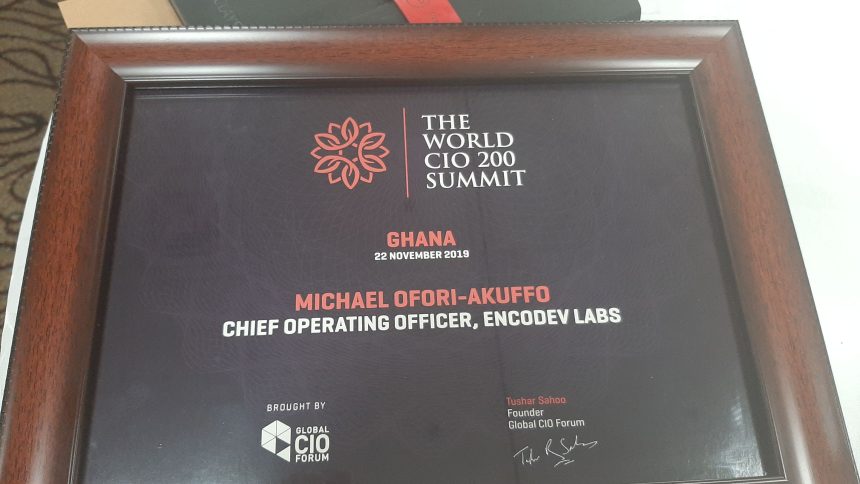 THE
WORLD
CIO 200
SUMMIT
GHANA
22 NOVEMBER 2019
MICHAEL OFORI-AKUFFO
CHIEF OPERATING OFFICER, ENCODEV LABS
BROUGHT BY
GLOBAL
CIO
FORUM
Tushar Sahoo
Founder
Global CIO Forum